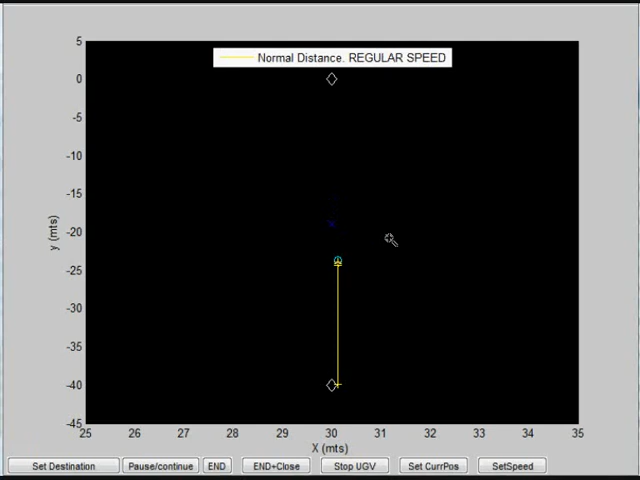 Normal Distance. REGULAR SPEED
5
0
-5
-10
-15
-20
-25
-30
-35
-40
-45
y (mts)
25 26 27 28 29 30 31 32 33 34 35
X (mts)
Set Destination Pause/continue END END+Close Stop UGV Set CurrPos SetSpeed